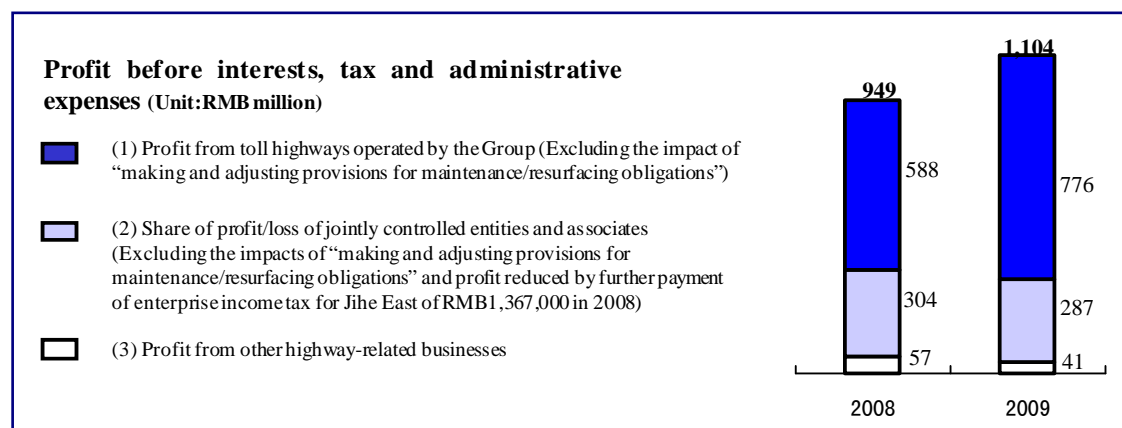 Profit before interests, tax and administrative
expenses (Unit:RMB million)
(1) Profit from toll highways operated by the Group (Excluding the impact of
“making and adjusting provisions for maintenance/resurfacing obligations”)
(2) Share of profit/loss of jointly controlled entities and associates
(Excluding the impacts of “making and adjusting provisions for
maintenance/resurfacing obligations” and profit reduced by further payment
of enterprise income tax for Jihe East of RMB1,367,000 in 2008)
(3) Profit from other highway-related businesses
949
1,104
588
776
304
287
57
41
2008
2009